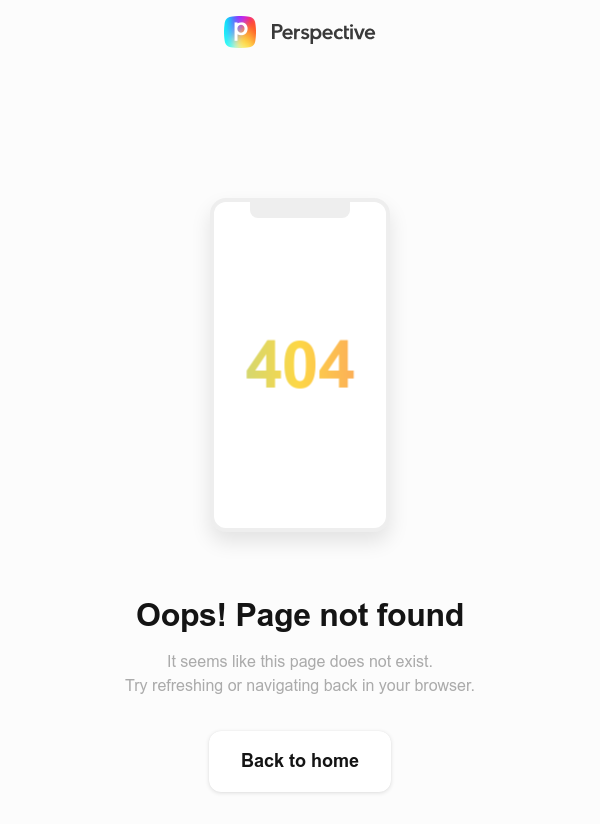 Perspective
404
Oops! Page not found
It seems like this page does not exist.
Try refreshing or navigating back in your browser.
Back to home